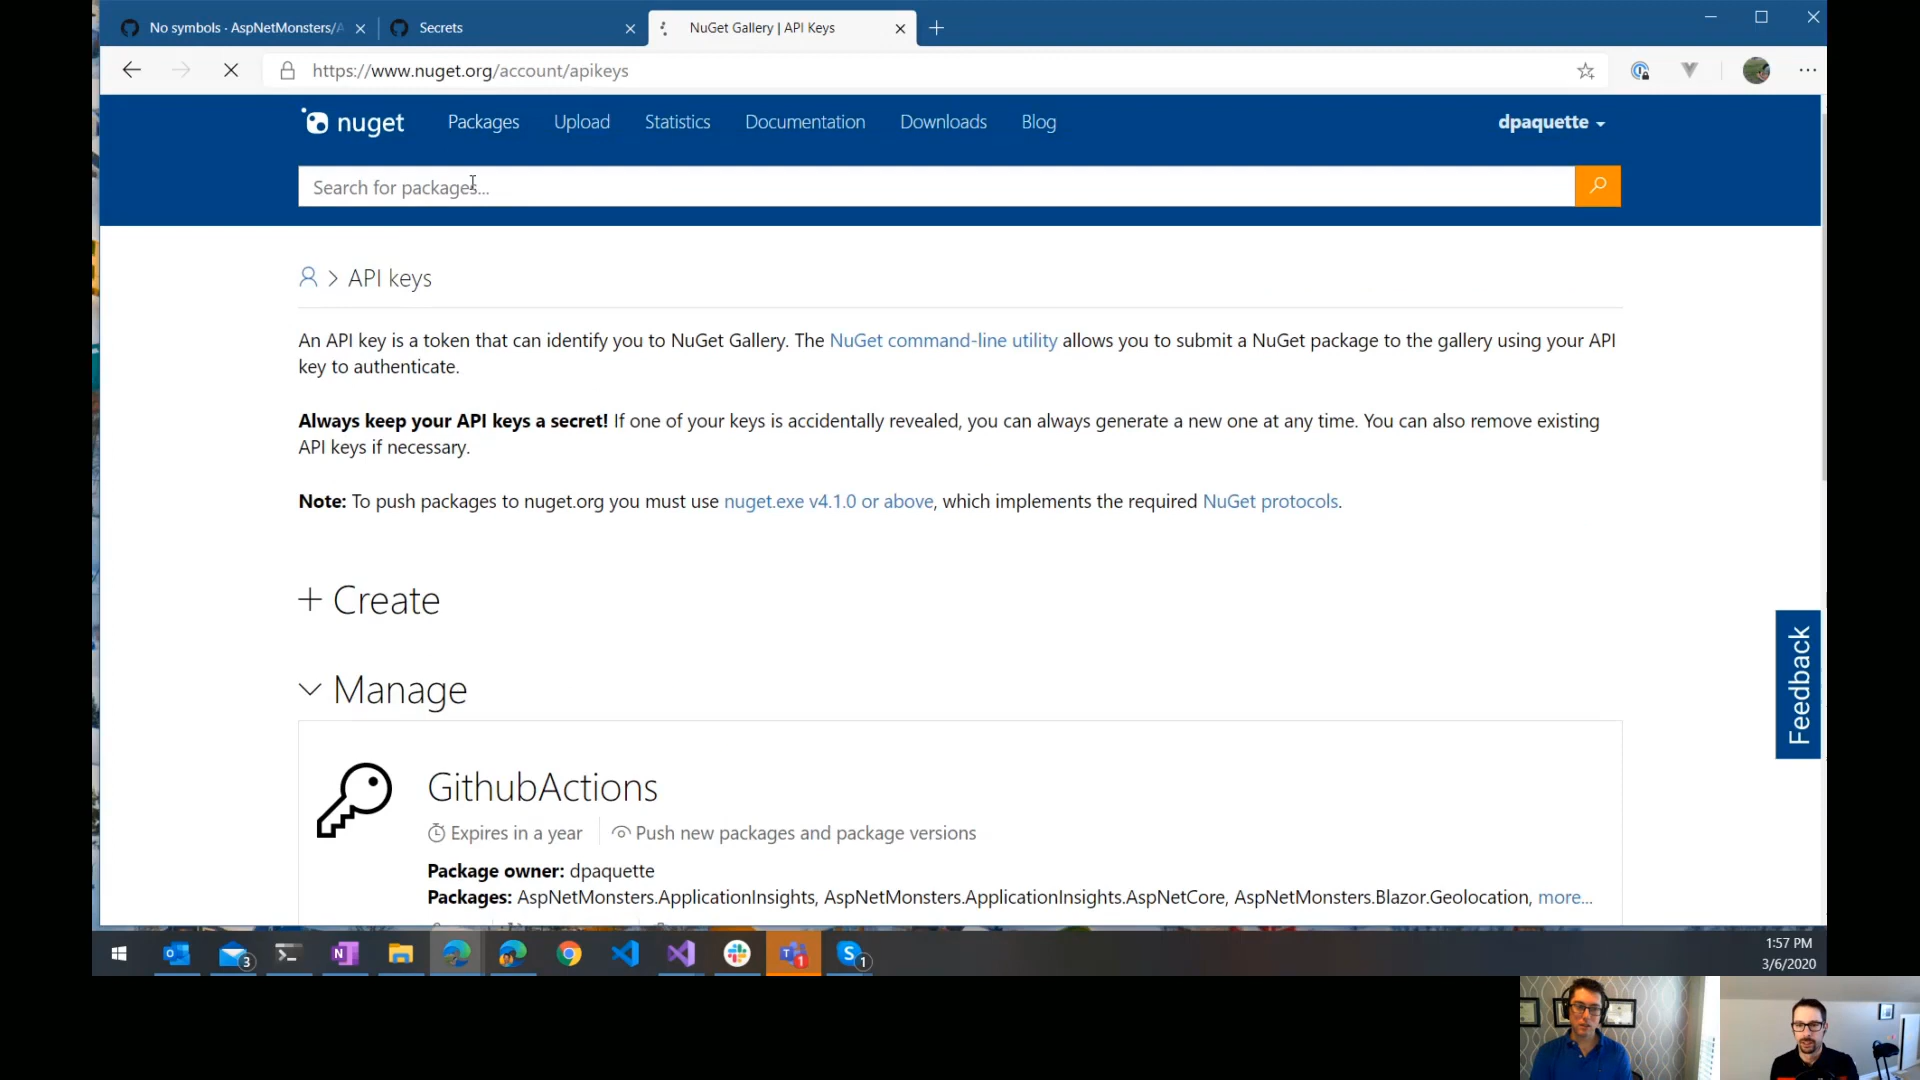 No symbols · AspNetMonsters/A
Secrets
NuGet Gallery | API Keys
https://www.nuget.org/account/apikeys
nuget
Packages
Upload
Statistics
Documentation
Downloads
Blog
dpaquette
Search for packages...
API keys
An API key is a token that can identify you to NuGet Gallery. The NuGet command-line utility allows you to submit a NuGet package to the gallery using your API
key to authenticate.
Always keep your API keys a secret! If one of your keys is accidentally revealed, you can always generate a new one at any time. You can also remove existing
API keys if necessary.
Note: To push packages to nuget.org you must use nuget.exe v4.1.0 or above, which implements the required NuGet protocols.
Create
Feedback
Manage
GithubActions
Expires in a year
Push new packages and package versions
Package owner: dpaquette
Packages: AspNetMonsters.ApplicationInsights, AspNetMonsters.ApplicationInsights.AspNetCore, AspNetMonsters.Blazor.Geolocation, more...
3
1
1
1:57 PM
3/6/2020